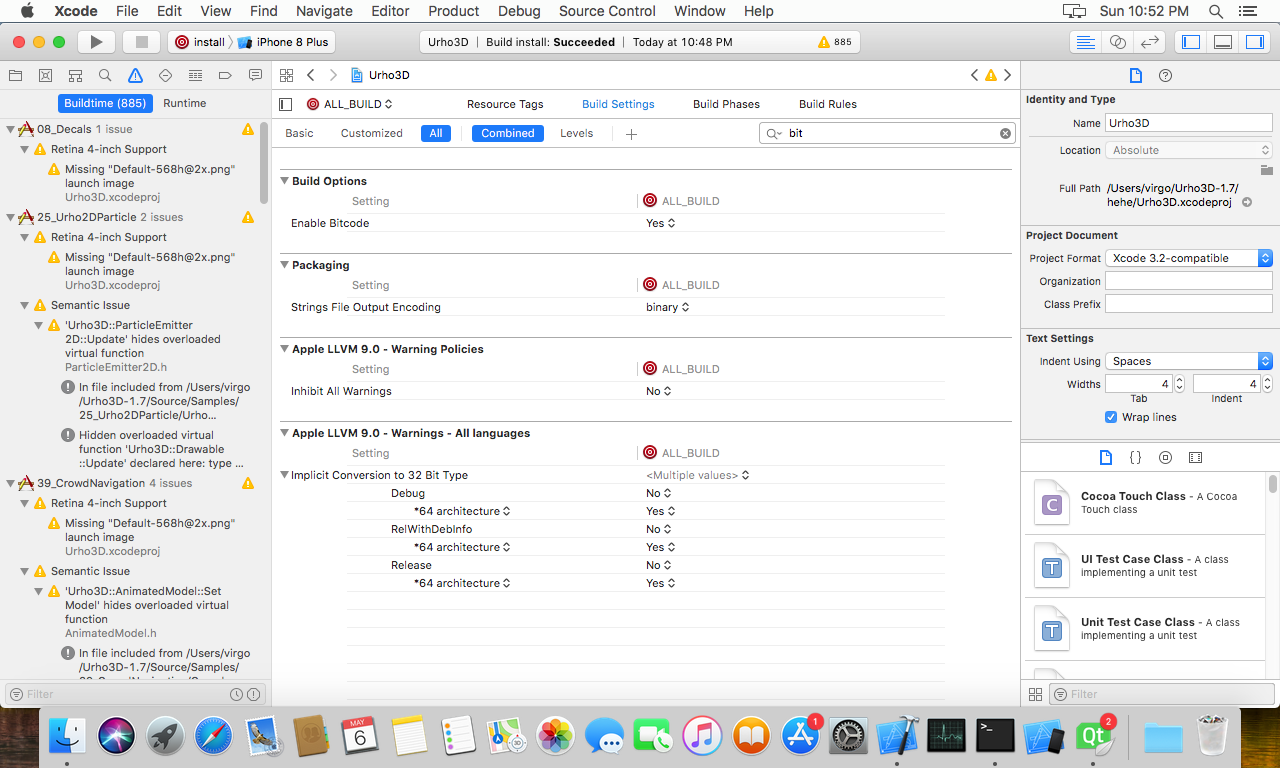 Xcode File Edit View Find Navigate Editor Product Debug Source Control Window Help Sun 10:52 PM
install iPhone 8 Plus Urho3D | Build install: Succeeded | Today at 10:48 PM 885
Urho3D
Buildtime (885) Runtime
ALL_BUILD Resource Tags Build Settings Build Phases Build Rules
Basic Customized All Combined Levels + bit
08_Decals 1 issue
Retina 4-inch Support
Missing "Default-568h@2x.png"
launch image
Urho3D.xcodeproj
25_Urho2DParticle 2 issues
Retina 4-inch Support
Missing "Default-568h@2x.png"
launch image
Urho3D.xcodeproj
Semantic Issue
'Urho3D::ParticleEmitter
2D::Update' hides overloaded
virtual function
ParticleEmitter2D.h
In file included from /Users/virgo
/Urho3D-1.7/Source/Samples/
25_Urho2DParticle/Urho...
Hidden overloaded virtual
function 'Urho3D::Drawable
::Update' declared here: type ...
39_CrowdNavigation 4 issues
Retina 4-inch Support
Missing "Default-568h@2x.png"
launch image
Urho3D.xcodeproj
Semantic Issue
'Urho3D::AnimatedModel::Set
Model' hides overloaded virtual
function
AnimatedModel.h
In file included from /Users/virgo
/Urho3D-1.7/Source/Samples/
Filter
Build Options
Setting ALL_BUILD
Enable Bitcode Yes
Packaging
Setting ALL_BUILD
Strings File Output Encoding binary
Apple LLVM 9.0 - Warning Policies
Setting ALL_BUILD
Inhibit All Warnings No
Apple LLVM 9.0 - Warnings - All languages
Setting ALL_BUILD
Implicit Conversion to 32 Bit Type <Multiple values>
Debug No
*64 architecture Yes
RelWithDebInfo No
*64 architecture Yes
Release No
*64 architecture Yes
Identity and Type
Name Urho3D
Location Absolute
Full Path /Users/virgo/Urho3D-1.7/
hehe/Urho3D.xcodeproj
Project Document
Project Format Xcode 3.2-compatible
Organization
Class Prefix
Text Settings
Indent Using Spaces
Widths 4 4
Tab Indent
Wrap lines
{}
C Cocoa Touch Class - A Cocoa
Touch class
T UI Test Case Class - A class
implementing a unit test
T Unit Test Case Class - A class
implementing a unit test
Filter
MAY
6
1
>_
Qt
2